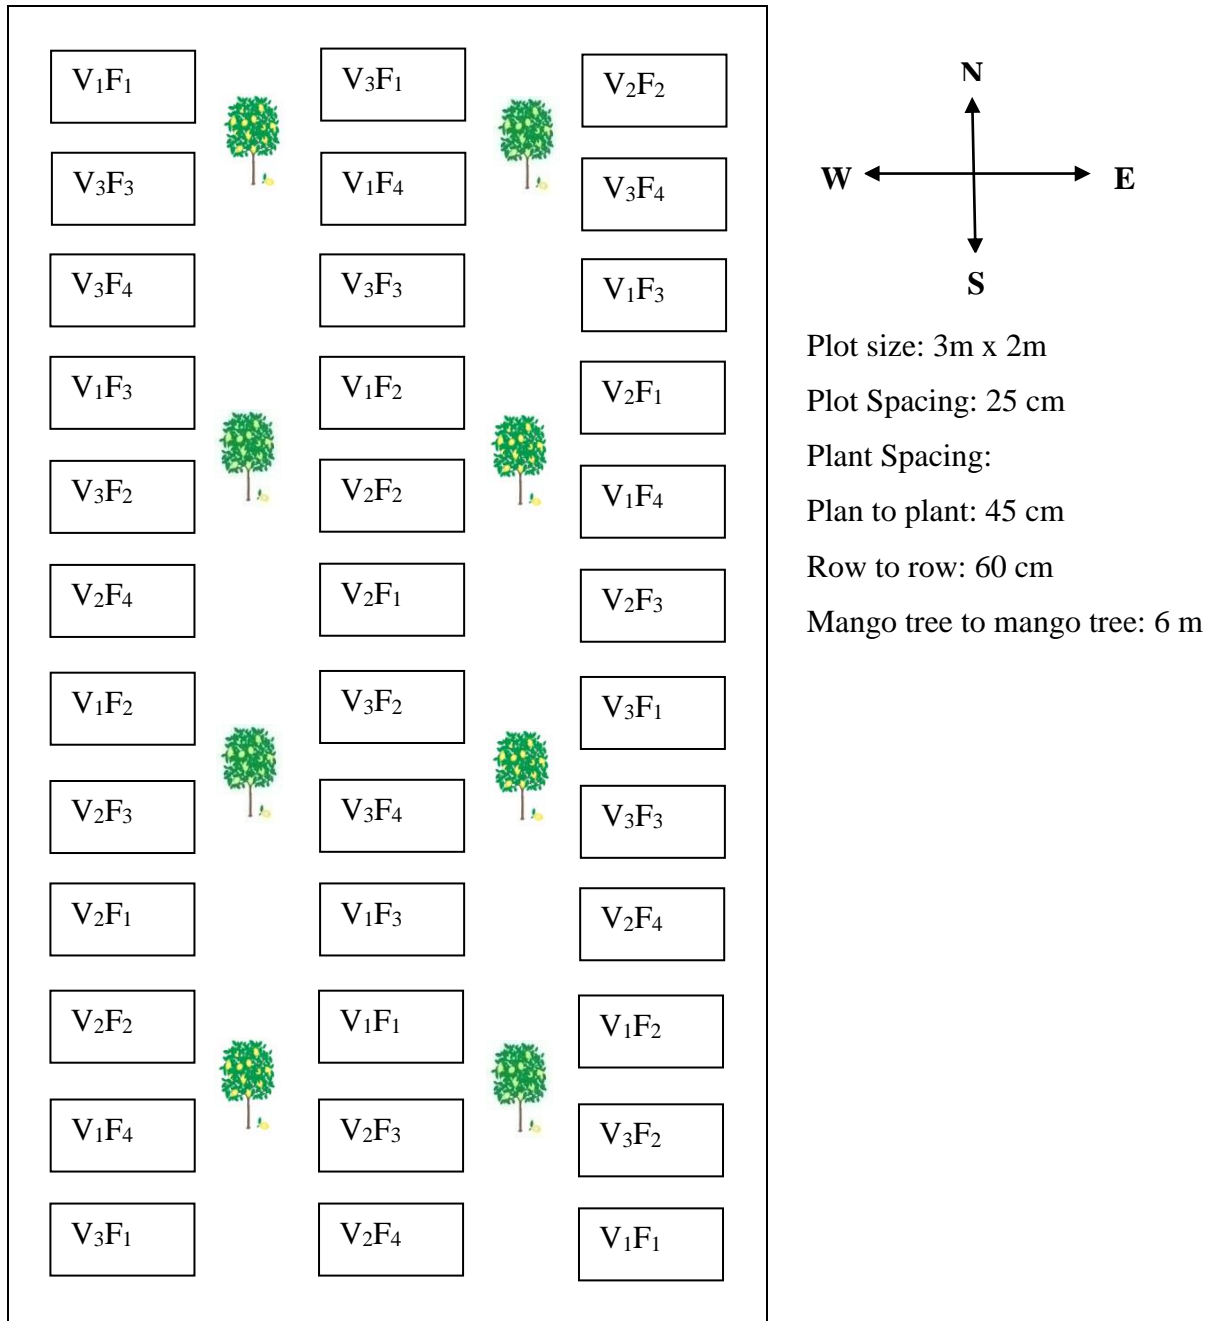 V₁F₁ V₃F₁ V₂F₂
V₃F₃ V₁F₄ V₃F₄
V₃F₄ V₃F₃ V₁F₃
V₁F₃ V₁F₂ V₂F₁
V₃F₂ V₂F₂ V₁F₄
V₂F₄ V₂F₁ V₂F₃
V₁F₂ V₃F₂ V₃F₁
V₂F₃ V₃F₄ V₃F₃
V₂F₁ V₁F₃ V₂F₄
V₂F₂ V₁F₁ V₁F₂
V₁F₄ V₂F₃ V₃F₂
V₃F₁ V₂F₄ V₁F₁
N
W E
S
Plot size: 3m x 2m
Plot Spacing: 25 cm
Plant Spacing:
Plan to plant: 45 cm
Row to row: 60 cm
Mango tree to mango tree: 6 m